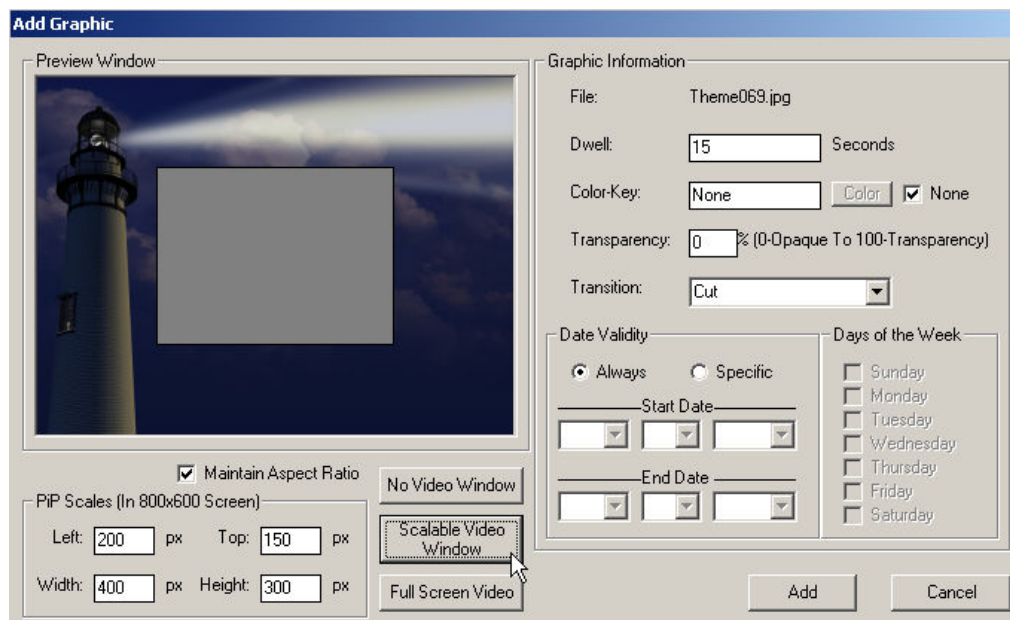 Add Graphic
Preview Window
Maintain Aspect Ratio
PiP Scales (In 800x600 Screen)
Left: 200 px Top: 150 px
Width: 400 px Height: 300 px
No Video Window
Scalable Video
Window
Full Screen Video
Graphic Information
File: Theme069.jpg
Dwell: 15 Seconds
Color-Key: None Color None
Transparency: 0 % (0-Opaque To 100-Transparency)
Transition: Cut
Date Validity
Always Specific
Start Date
End Date
Days of the Week
Sunday
Monday
Tuesday
Wednesday
Thursday
Friday
Saturday
Add Cancel